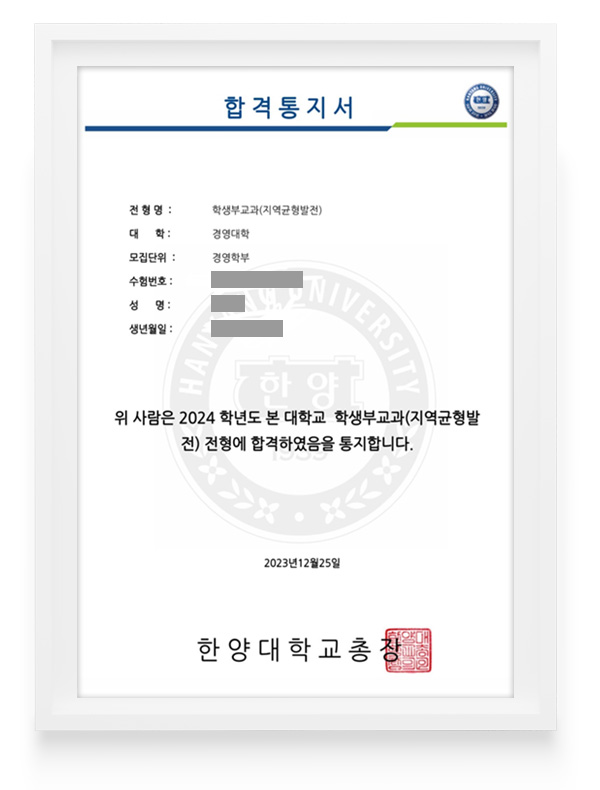 합격통지서
전 형 명 : 학생부교과(지역균형발전)
대 학 : 경영대학
모집단위 : 경영학부
수험번호 :
성 명 :
생년월일 :
HANYANG UNIVERSITY
한양
위 사람은 2024 학년도 본 대학교 학생부교과(지역균형발
전) 전형에 합격하였음을 통지합니다.
1939
2023년12월25일
한양대학교총장